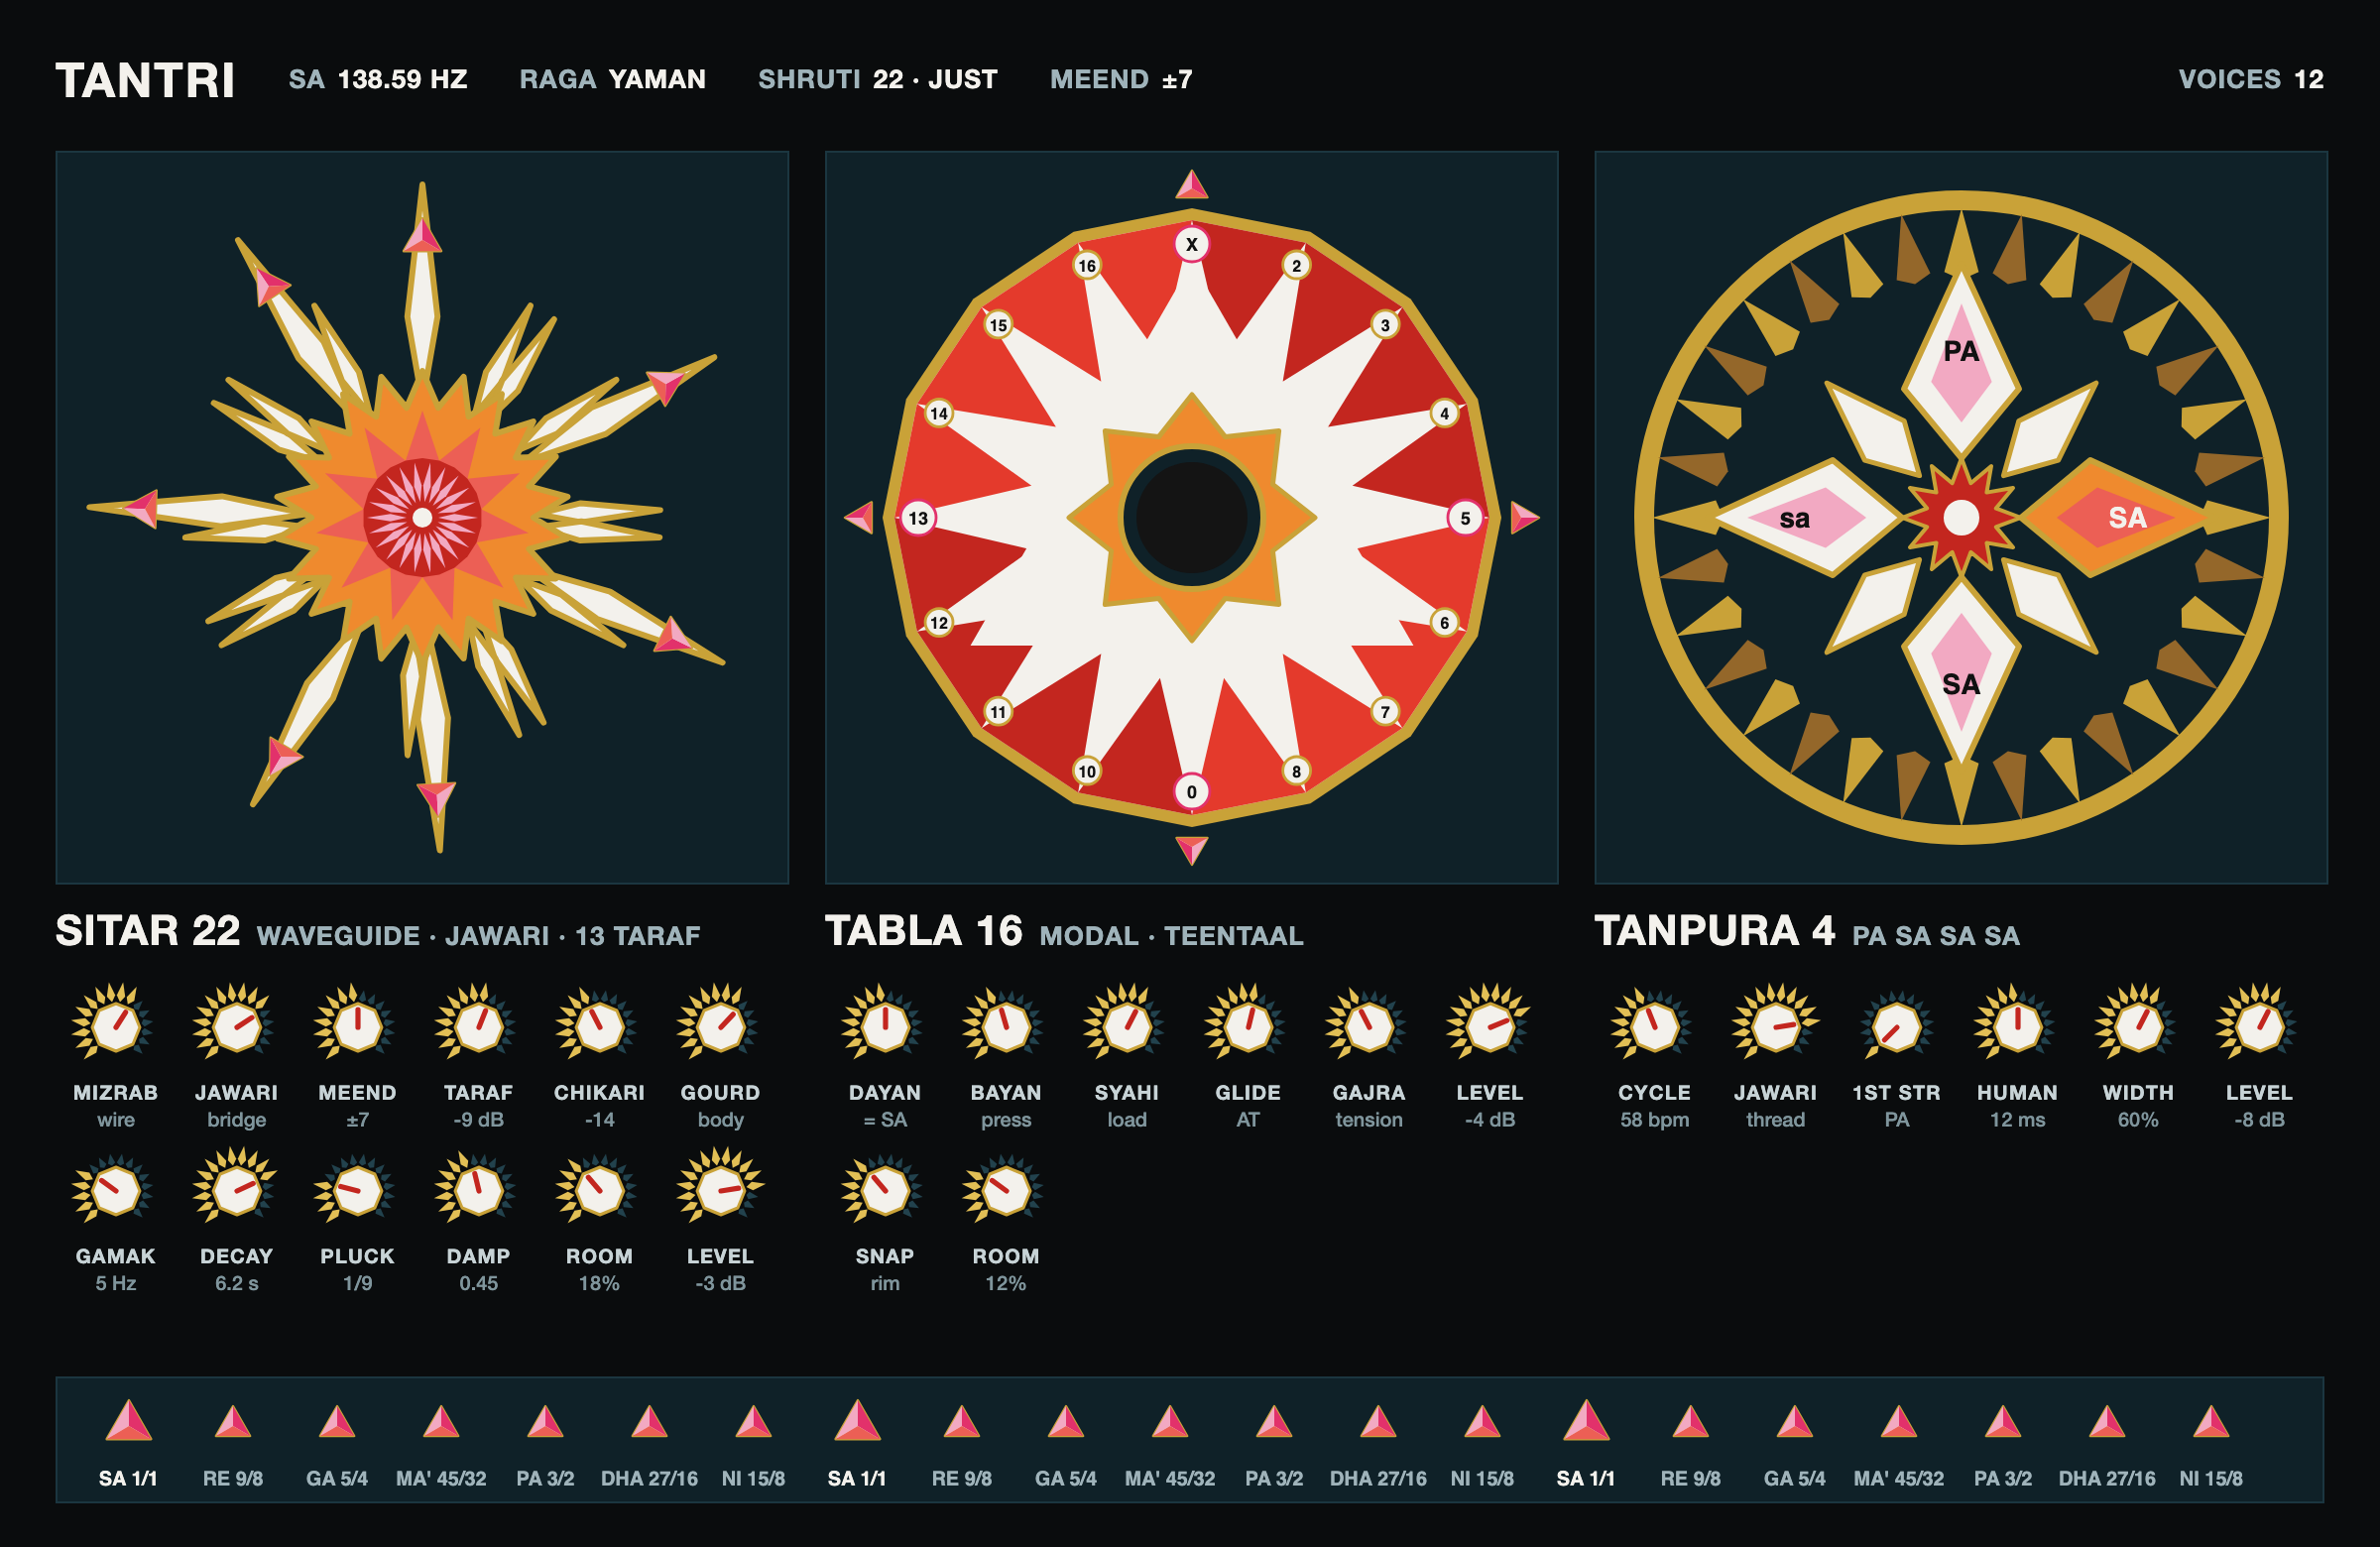 TANTRI SA 138.59 HZ RAGA YAMAN SHRUTI 22 · JUST MEEND ±7 VOICES 12
X
16 2
15 3
14 4
13 5
12 6
11 7
10 8
0
PA
sa SA
SA
SITAR 22 WAVEGUIDE · JAWARI · 13 TARAF
MIZRAB JAWARI MEEND TARAF CHIKARI GOURD
wire bridge ±7 -9 dB -14 body
GAMAK DECAY PLUCK DAMP ROOM LEVEL
5 Hz 6.2 s 1/9 0.45 18% -3 dB
TABLA 16 MODAL · TEENTAAL
DAYAN BAYAN SYAHI GLIDE GAJRA LEVEL
= SA press load AT tension -4 dB
SNAP ROOM
rim 12%
TANPURA 4 PA SA SA SA
CYCLE JAWARI 1ST STR HUMAN WIDTH LEVEL
58 bpm thread PA 12 ms 60% -8 dB
SA 1/1 RE 9/8 GA 5/4 MA' 45/32 PA 3/2 DHA 27/16 NI 15/8 SA 1/1 RE 9/8 GA 5/4 MA' 45/32 PA 3/2 DHA 27/16 NI 15/8 SA 1/1 RE 9/8 GA 5/4 MA' 45/32 PA 3/2 DHA 27/16 NI 15/8